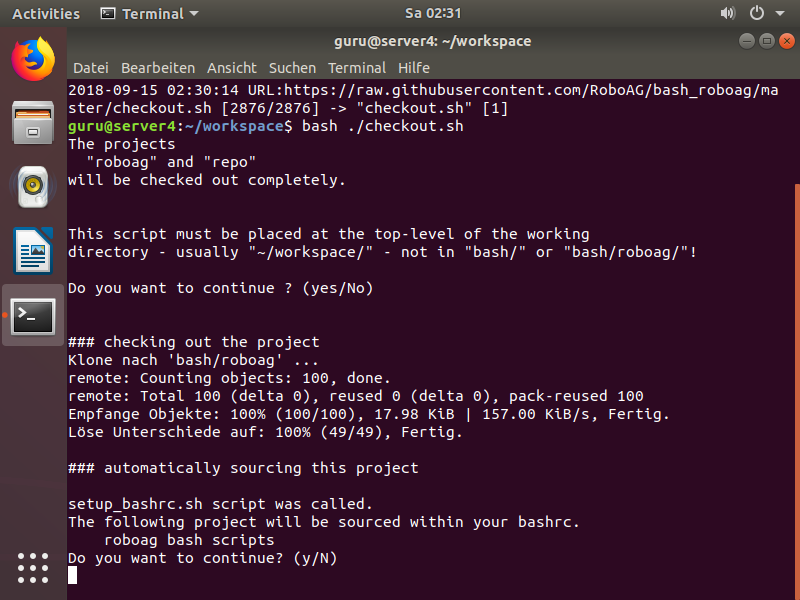 Activities Terminal Sa 02:31
guru@server4: ~/workspace
Datei Bearbeiten Ansicht Suchen Terminal Hilfe
2018-09-15 02:30:14 URL:https://raw.githubusercontent.com/RoboAG/bash_roboag/ma
ster/checkout.sh [2876/2876] -> "checkout.sh" [1]
guru@server4:~/workspace$ bash ./checkout.sh
The projects
  "roboag" and "repo"
will be checked out completely.
This script must be placed at the top-level of the working
directory - usually "~/workspace/" - not in "bash/" or "bash/roboag/"!
Do you want to continue ? (yes/No)
### checking out the project
Klone nach 'bash/roboag' ...
remote: Counting objects: 100, done.
remote: Total 100 (delta 0), reused 0 (delta 0), pack-reused 100
Empfange Objekte: 100% (100/100), 17.98 KiB | 157.00 KiB/s, Fertig.
Löse Unterschiede auf: 100% (49/49), Fertig.
### automatically sourcing this project
setup_bashrc.sh script was called.
The following project will be sourced within your bashrc.
    roboag bash scripts
Do you want to continue? (y/N)